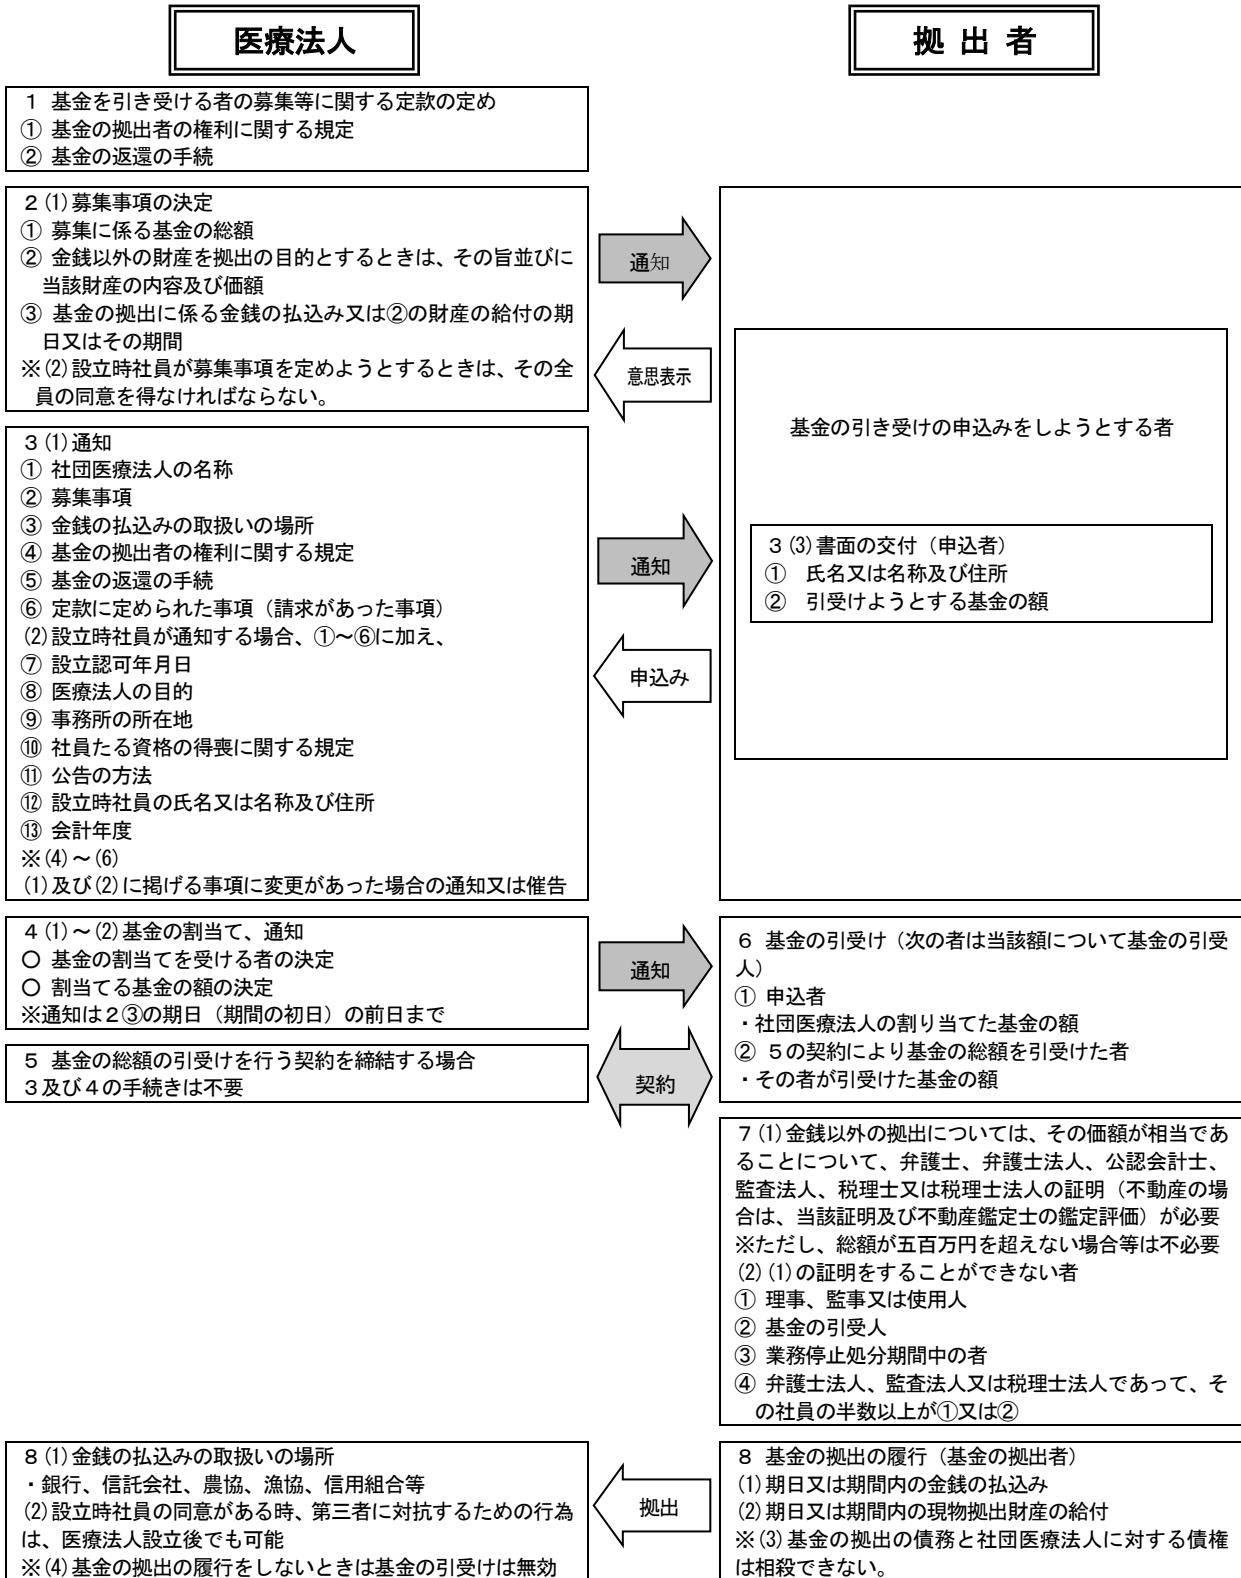 医療法人
拠 出 者
１ 基金を引き受ける者の募集等に関する定款の定め
① 基金の拠出者の権利に関する規定
② 基金の返還の手続
２(1)募集事項の決定
① 募集に係る基金の総額
② 金銭以外の財産を拠出の目的とするときは、その旨並びに
当該財産の内容及び価額
③ 基金の拠出に係る金銭の払込み又は②の財産の給付の期
日又はその期間
※(2)設立時社員が募集事項を定めようとするときは、その全
員の同意を得なければならない。
通知
意思表示
基金の引き受けの申込みをしようとする者
３(1)通知
① 社団医療法人の名称
② 募集事項
③ 金銭の払込みの取扱いの場所
④ 基金の拠出者の権利に関する規定
⑤ 基金の返還の手続
⑥ 定款に定められた事項（請求があった事項）
(2)設立時社員が通知する場合、①～⑥に加え、
⑦ 設立認可年月日
⑧ 医療法人の目的
⑨ 事務所の所在地
⑩ 社員たる資格の得喪に関する規定
⑪ 公告の方法
⑫ 設立時社員の氏名又は名称及び住所
⑬ 会計年度
※(4)～(6)
(1)及び(2)に掲げる事項に変更があった場合の通知又は催告
通知
申込み
３(3)書面の交付（申込者）
① 氏名又は名称及び住所
② 引受けようとする基金の額
４(1)～(2)基金の割当て、通知
○ 基金の割当てを受ける者の決定
○ 割当てる基金の額の決定
※通知は２③の期日（期間の初日）の前日まで
通知
５ 基金の総額の引受けを行う契約を締結する場合
３及び４の手続きは不要
契約
６ 基金の引受け（次の者は当該額について基金の引受
人）
① 申込者
・社団医療法人の割り当てた基金の額
② ５の契約により基金の総額を引受けた者
・その者が引受けた基金の額
７(1)金銭以外の拠出については、その価額が相当であ
ることについて、弁護士、弁護士法人、公認会計士、
監査法人、税理士又は税理士法人の証明（不動産の場
合は、当該証明及び不動産鑑定士の鑑定評価）が必要
※ただし、総額が五百万円を超えない場合等は不必要
(2)(1)の証明をすることができない者
① 理事、監事又は使用人
② 基金の引受人
③ 業務停止処分期間中の者
④ 弁護士法人、監査法人又は税理士法人であって、そ
の社員の半数以上が①又は②
８(1)金銭の払込みの取扱いの場所
・銀行、信託会社、農協、漁協、信用組合等
(2)設立時社員の同意がある時、第三者に対抗するための行為
は、医療法人設立後でも可能
※(4)基金の拠出の履行をしないときは基金の引受けは無効
拠出
８ 基金の拠出の履行（基金の拠出者）
(1)期日又は期間内の金銭の払込み
(2)期日又は期間内の現物拠出財産の給付
※(3)基金の拠出の債務と社団医療法人に対する債権
は相殺できない。